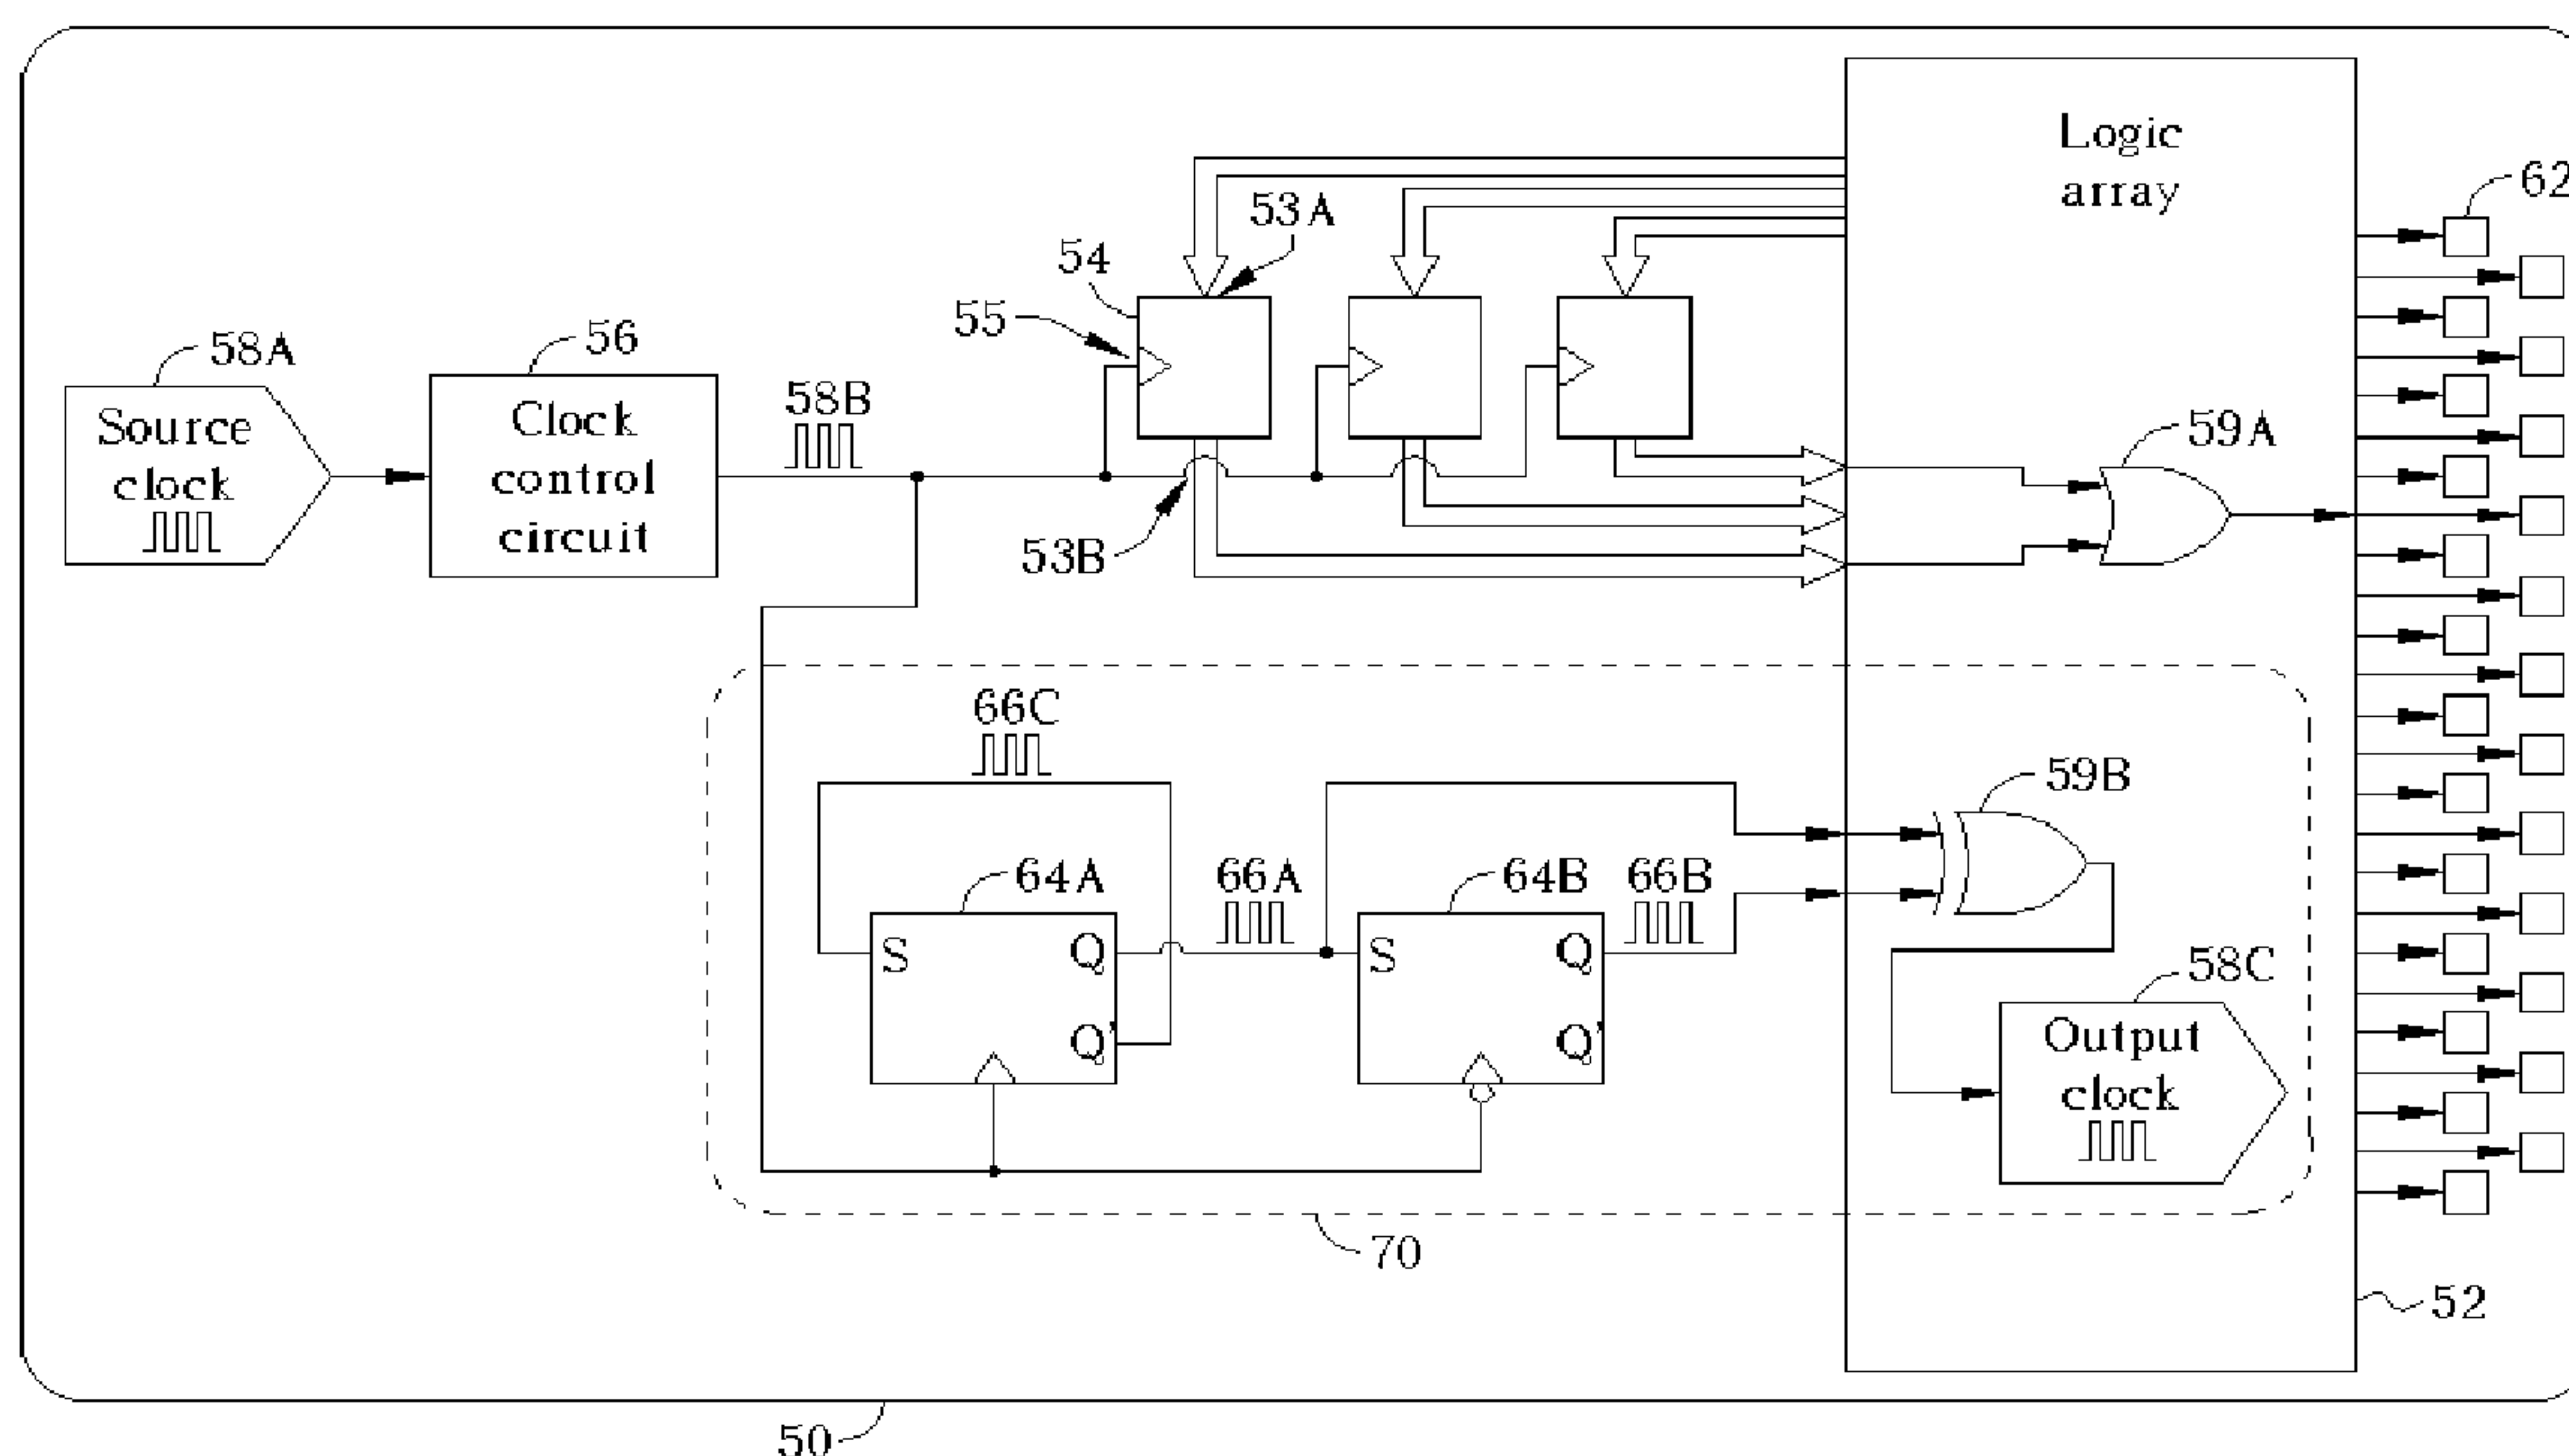 Logic
array
62
53A
54
55
58A
56
58B
59A
Source
clock
Clock
control
circuit
53B
66C
59B
64A
66A
64B
66B
S
Q
S
Q
58C
Q'
Q'
Output
clock
70
52
50